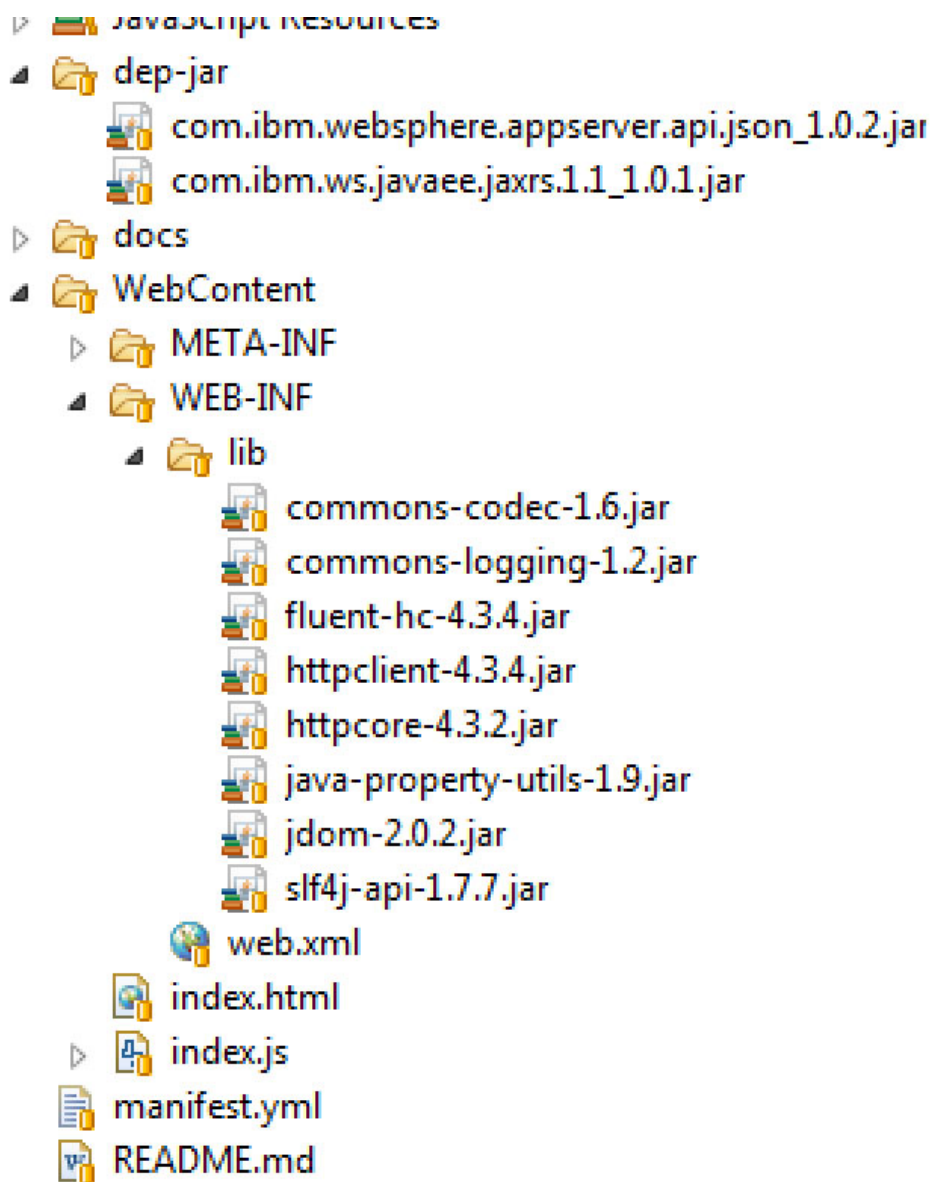 JavaScript Resources
dep-jar
com.ibm.websphere.appserver.api.json_1.0.2.jar
com.ibm.ws.javaee.jaxrs.1.1_1.0.1.jar
docs
WebContent
META-INF
WEB-INF
lib
commons-codec-1.6.jar
commons-logging-1.2.jar
fluent-hc-4.3.4.jar
httpclient-4.3.4.jar
httpcore-4.3.2.jar
java-property-utils-1.9.jar
jdom-2.0.2.jar
slf4j-api-1.7.7.jar
web.xml
index.html
index.js
manifest.yml
README.md